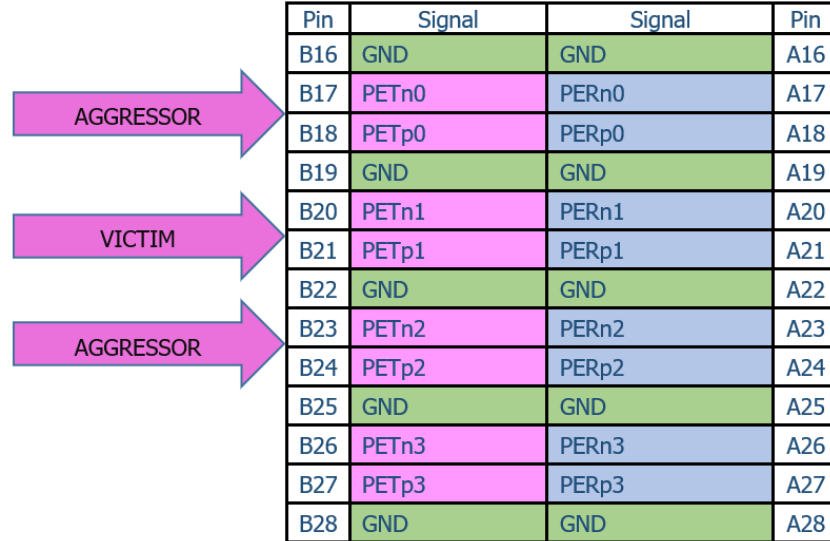 Pin Signal Signal Pin
B16 GND GND A16
B17 PETn0 PERn0 A17
AGGRESSOR
B18 PETp0 PERp0 A18
B19 GND GND A19
B20 PETn1 PERn1 A20
VICTIM
B21 PETp1 PERp1 A21
B22 GND GND A22
B23 PETn2 PERn2 A23
AGGRESSOR
B24 PETp2 PERp2 A24
B25 GND GND A25
B26 PETn3 PERn3 A26
B27 PETp3 PERp3 A27
B28 GND GND A28